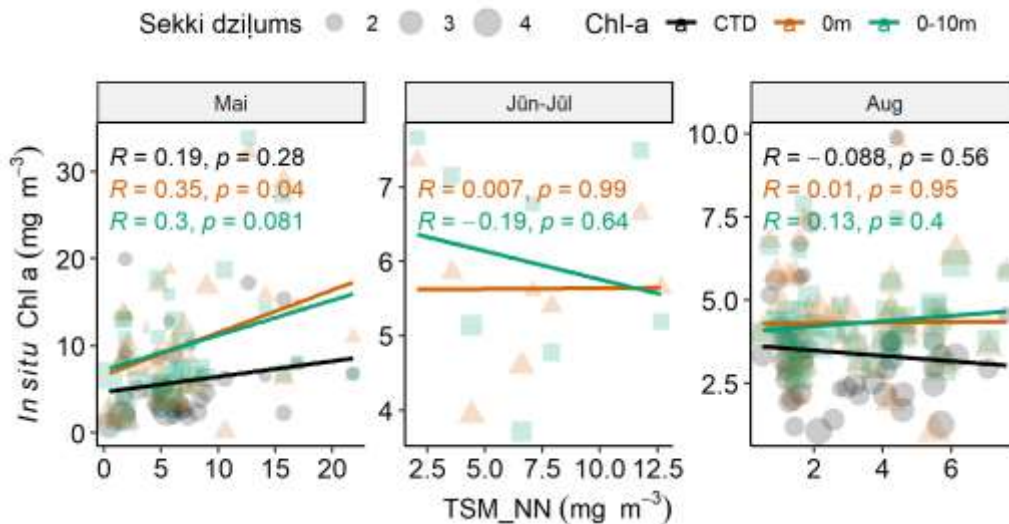 Sekki dziļums 2 3 4 Chl-a CTD 0m 0-10m
Mai
Jūn-Jūl
Aug
In situ Chl a (mg m⁻³)
30
20
10
0
R = 0.19, p = 0.28
R = 0.35, p = 0.04
R = 0.3, p = 0.081
0 5 10 15 20
7
6
5
4
R = 0.007, p = 0.99
R = −0.19, p = 0.64
2.5 5.0 7.5 10.0 12.5
10.0
7.5
5.0
2.5
R = −0.088, p = 0.56
R = 0.01, p = 0.95
R = 0.13, p = 0.4
2 4 6
TSM_NN (mg m⁻³)